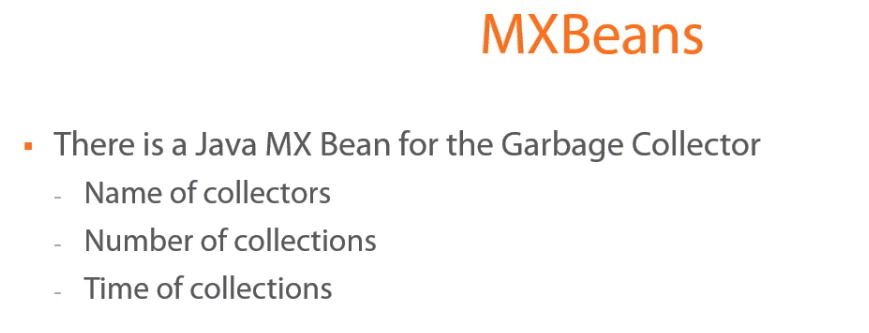 MXBeans
▪ There is a Java MX Bean for the Garbage Collector
- Name of collectors
- Number of collections
- Time of collections